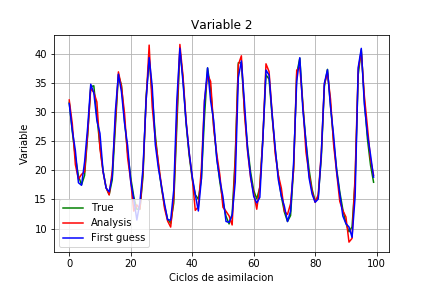 Variable 2
Variable
40
35
30
25
20
15
10
True
Analysis
First guess
0
20
40
60
80
100
Ciclos de asimilacion